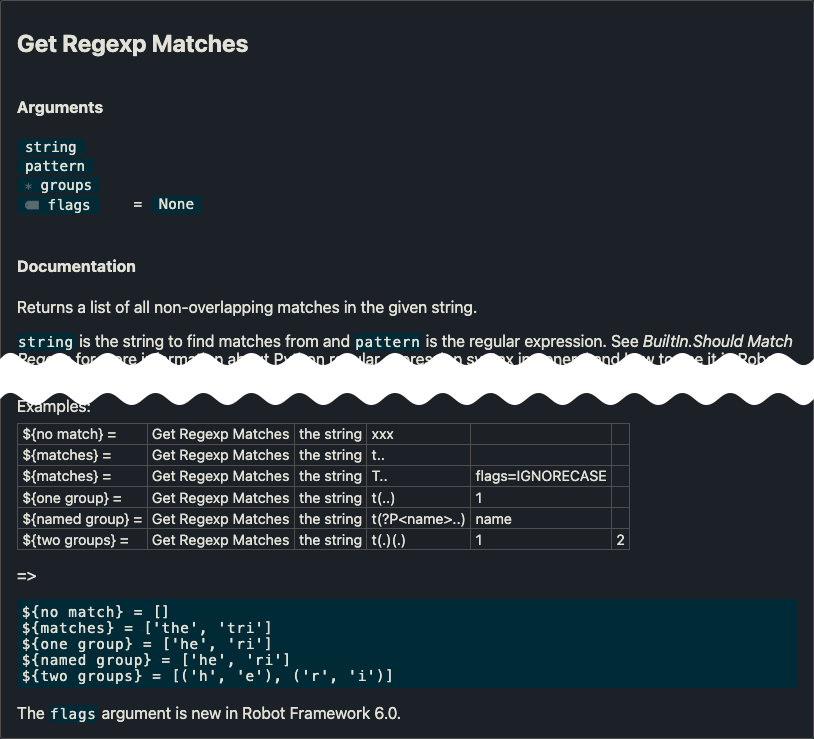 Get Regexp Matches
Arguments
string
pattern
* groups
flags = None
Documentation
Returns a list of all non-overlapping matches in the given string.
string is the string to find matches from and pattern is the regular expression. See BuiltIn.Should Match
for
Examples:
${no match} = Get Regexp Matches the string xxx
${matches} = Get Regexp Matches the string t..
${matches} = Get Regexp Matches the string T.. flags=IGNORECASE
${one group} = Get Regexp Matches the string t(..) 1
${named group} = Get Regexp Matches the string t(?P<name>..) name
${two groups} = Get Regexp Matches the string t(.)(.) 1 2
=>
${no match} = []
${matches} = ['the', 'tri']
${one group} = ['he', 'ri']
${named group} = ['he', 'ri']
${two groups} = [('h', 'e'), ('r', 'i')]
The flags argument is new in Robot Framework 6.0.